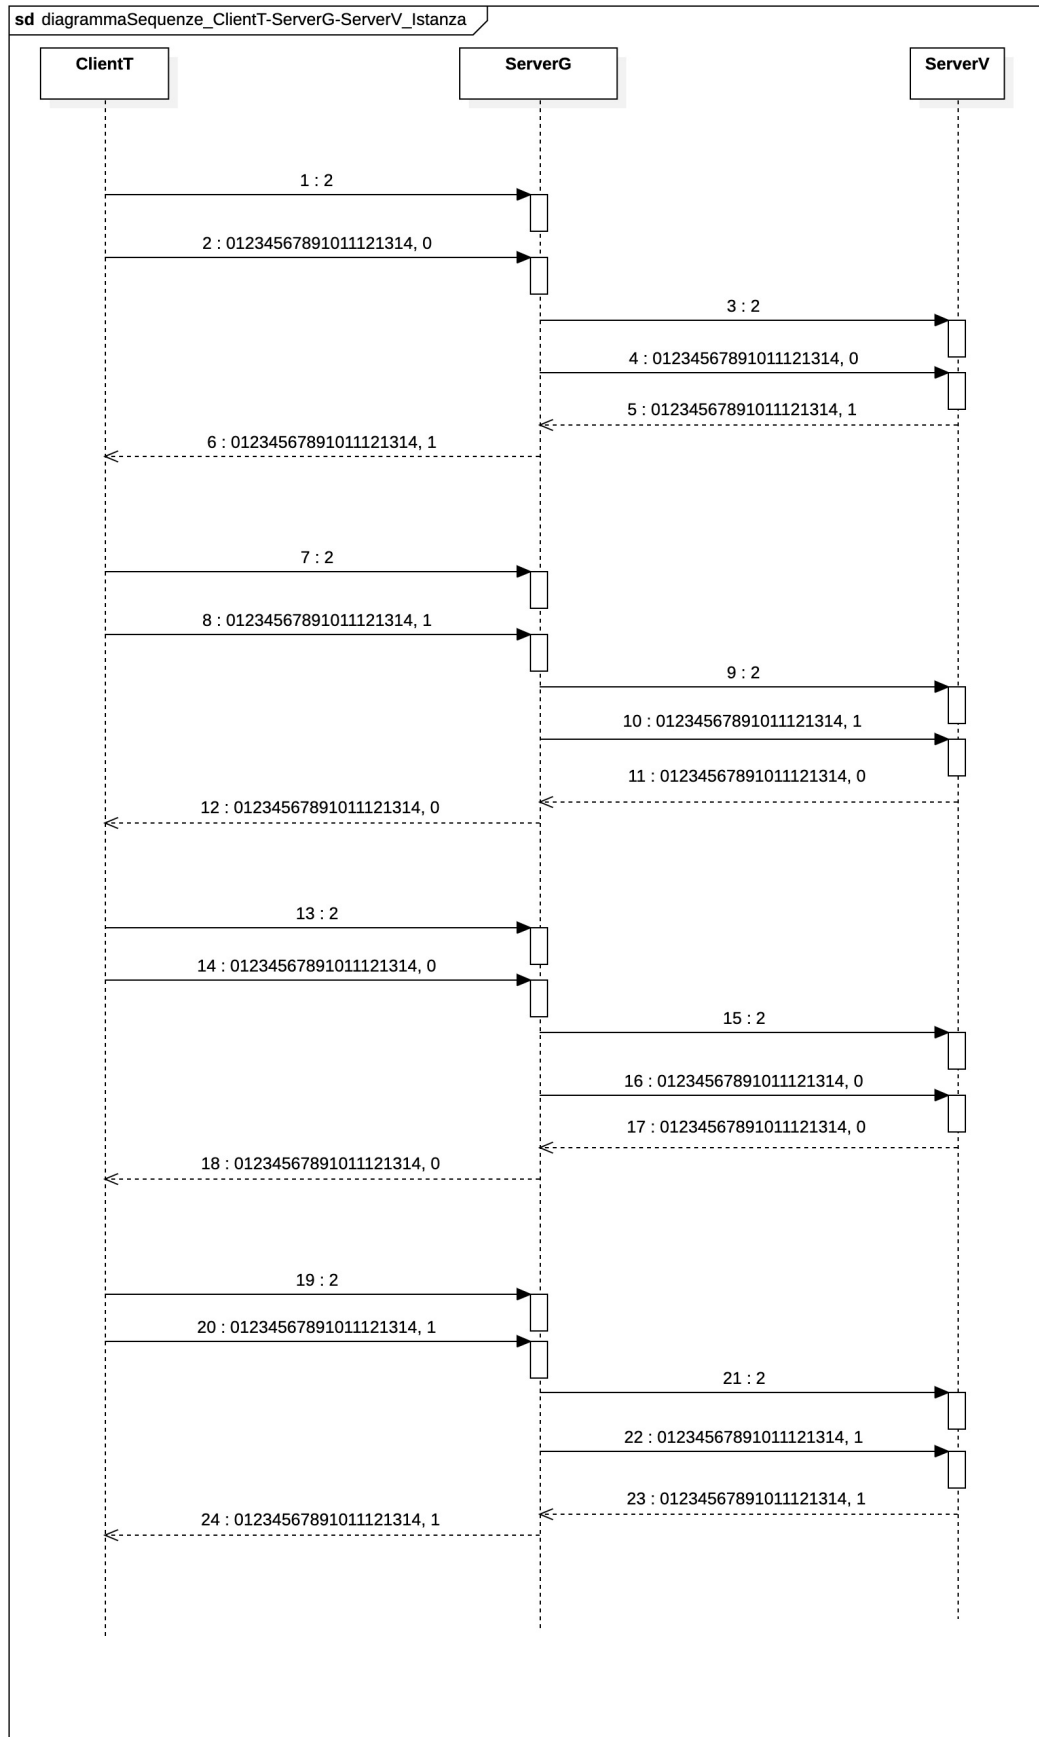 sd diagrammaSequenze_ClientT-ServerG-ServerV_Istanza
ClientT
ServerG
ServerV
1 : 2
2 : 01234567891011121314, 0
3 : 2
4 : 01234567891011121314, 0
5 : 01234567891011121314, 1
6 : 01234567891011121314, 1
7 : 2
8 : 01234567891011121314, 1
9 : 2
10 : 01234567891011121314, 1
11 : 01234567891011121314, 0
12 : 01234567891011121314, 0
13 : 2
14 : 01234567891011121314, 0
15 : 2
16 : 01234567891011121314, 0
17 : 01234567891011121314, 0
18 : 01234567891011121314, 0
19 : 2
20 : 01234567891011121314, 1
21 : 2
22 : 01234567891011121314, 1
23 : 01234567891011121314, 1
24 : 01234567891011121314, 1